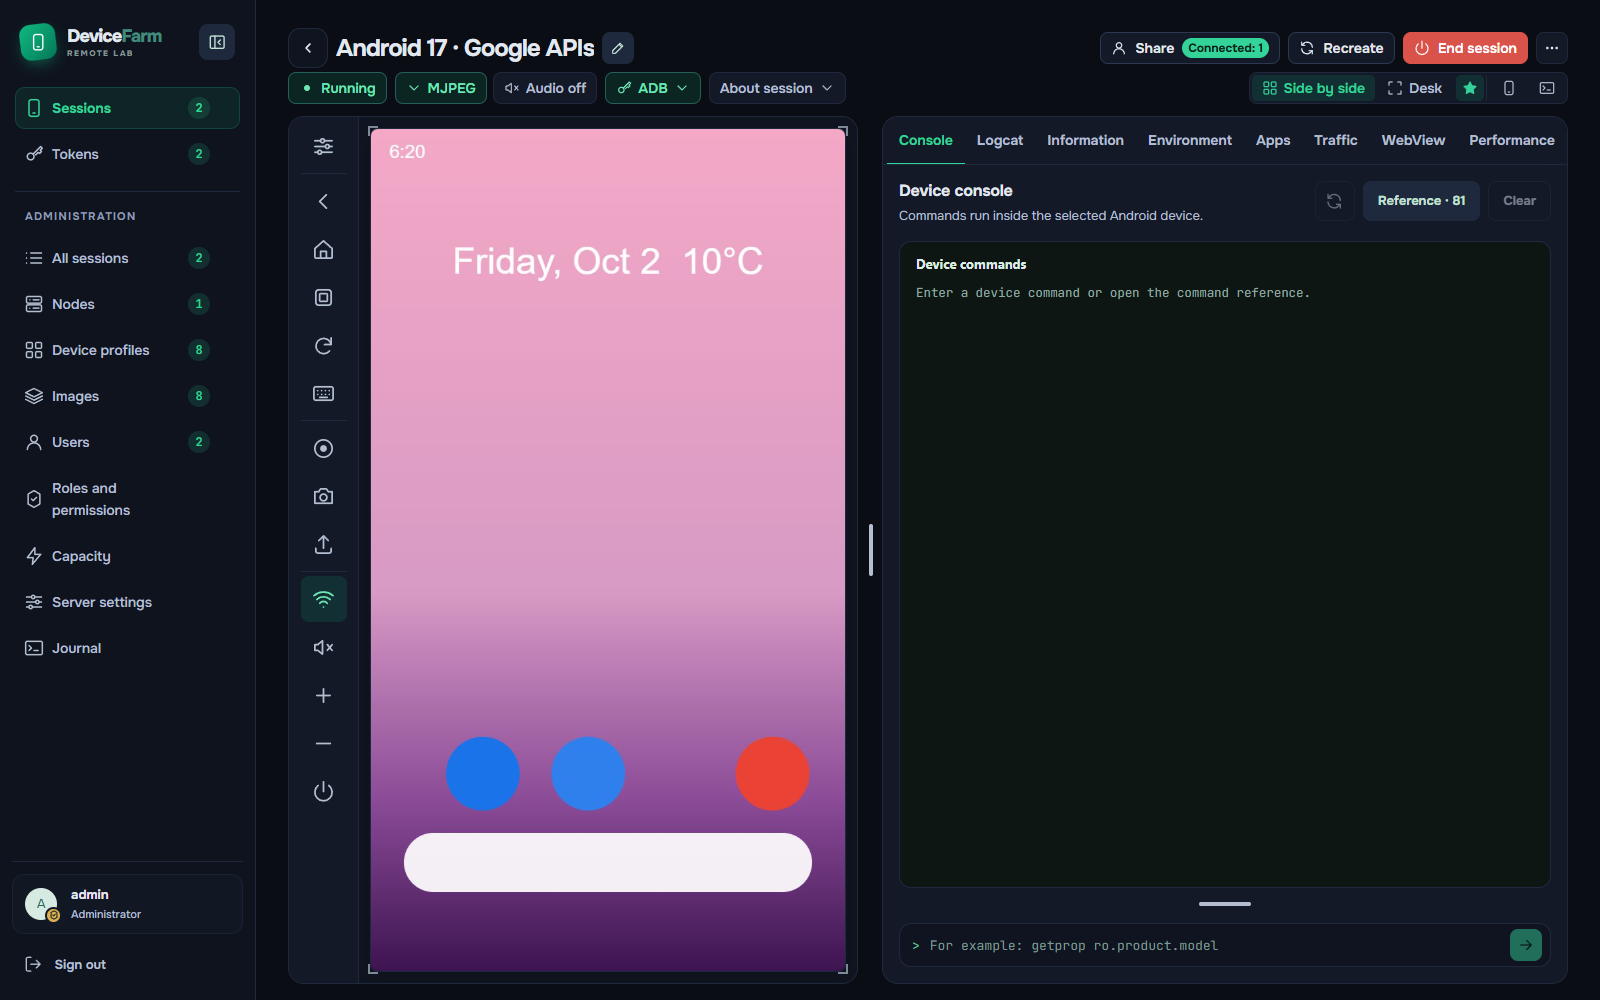 DeviceFarm
REMOTE LAB
Sessions 2
Tokens 2
ADMINISTRATION
All sessions 2
Nodes 1
Device profiles 8
Images 8
Users 2
Roles and
permissions
Capacity
Server settings
Journal
A
admin
Administrator
Sign out
Android 17 · Google APIs
Share Connected: 1
Recreate
End session
Running
MJPEG
Audio off
ADB
About session
Side by side
Desk
6:20
Friday, Oct 2 10°C
Console Logcat Information Environment Apps Traffic WebView Performance
Device console
Commands run inside the selected Android device.
Reference · 81
Clear
Device commands
Enter a device command or open the command reference.
> For example: getprop ro.product.model